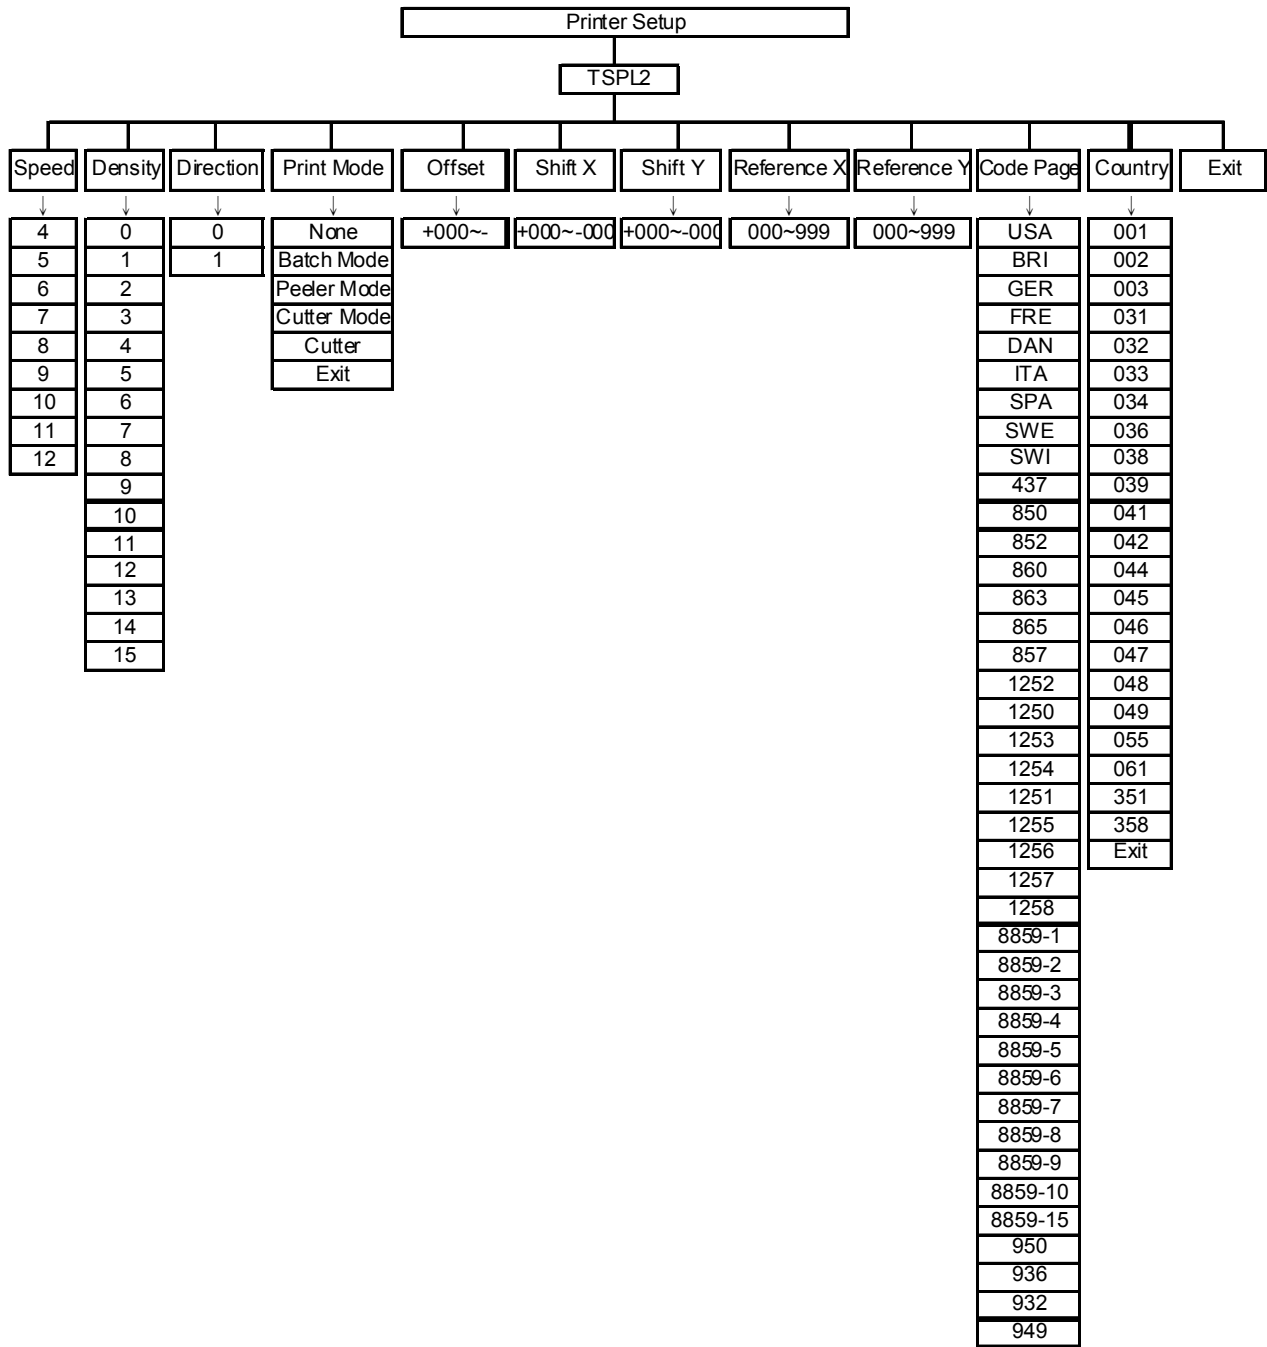 Printer Setup
TSPL2
Speed Density Direction Print Mode Offset Shift X Shift Y Reference X Reference Y Code Page Country Exit
4 0 0 None +000~- +000~-000 +000~-000 000~999 000~999 USA 001
5 1 1 Batch Mode BRI 002
6 2 Peeler Mode GER 003
7 3 Cutter Mode FRE 031
8 4 Cutter DAN 032
9 5 Exit ITA 033
10 6 SPA 034
11 7 SWE 036
12 8 SWI 038
9 437 039
10 850 041
11 852 042
12 860 044
13 863 045
14 865 046
15 857 047
1252 048
1250 049
1253 055
1254 061
1251 351
1255 358
1256 Exit
1257
1258
8859-1
8859-2
8859-3
8859-4
8859-5
8859-6
8859-7
8859-8
8859-9
8859-10
8859-15
950
936
932
949